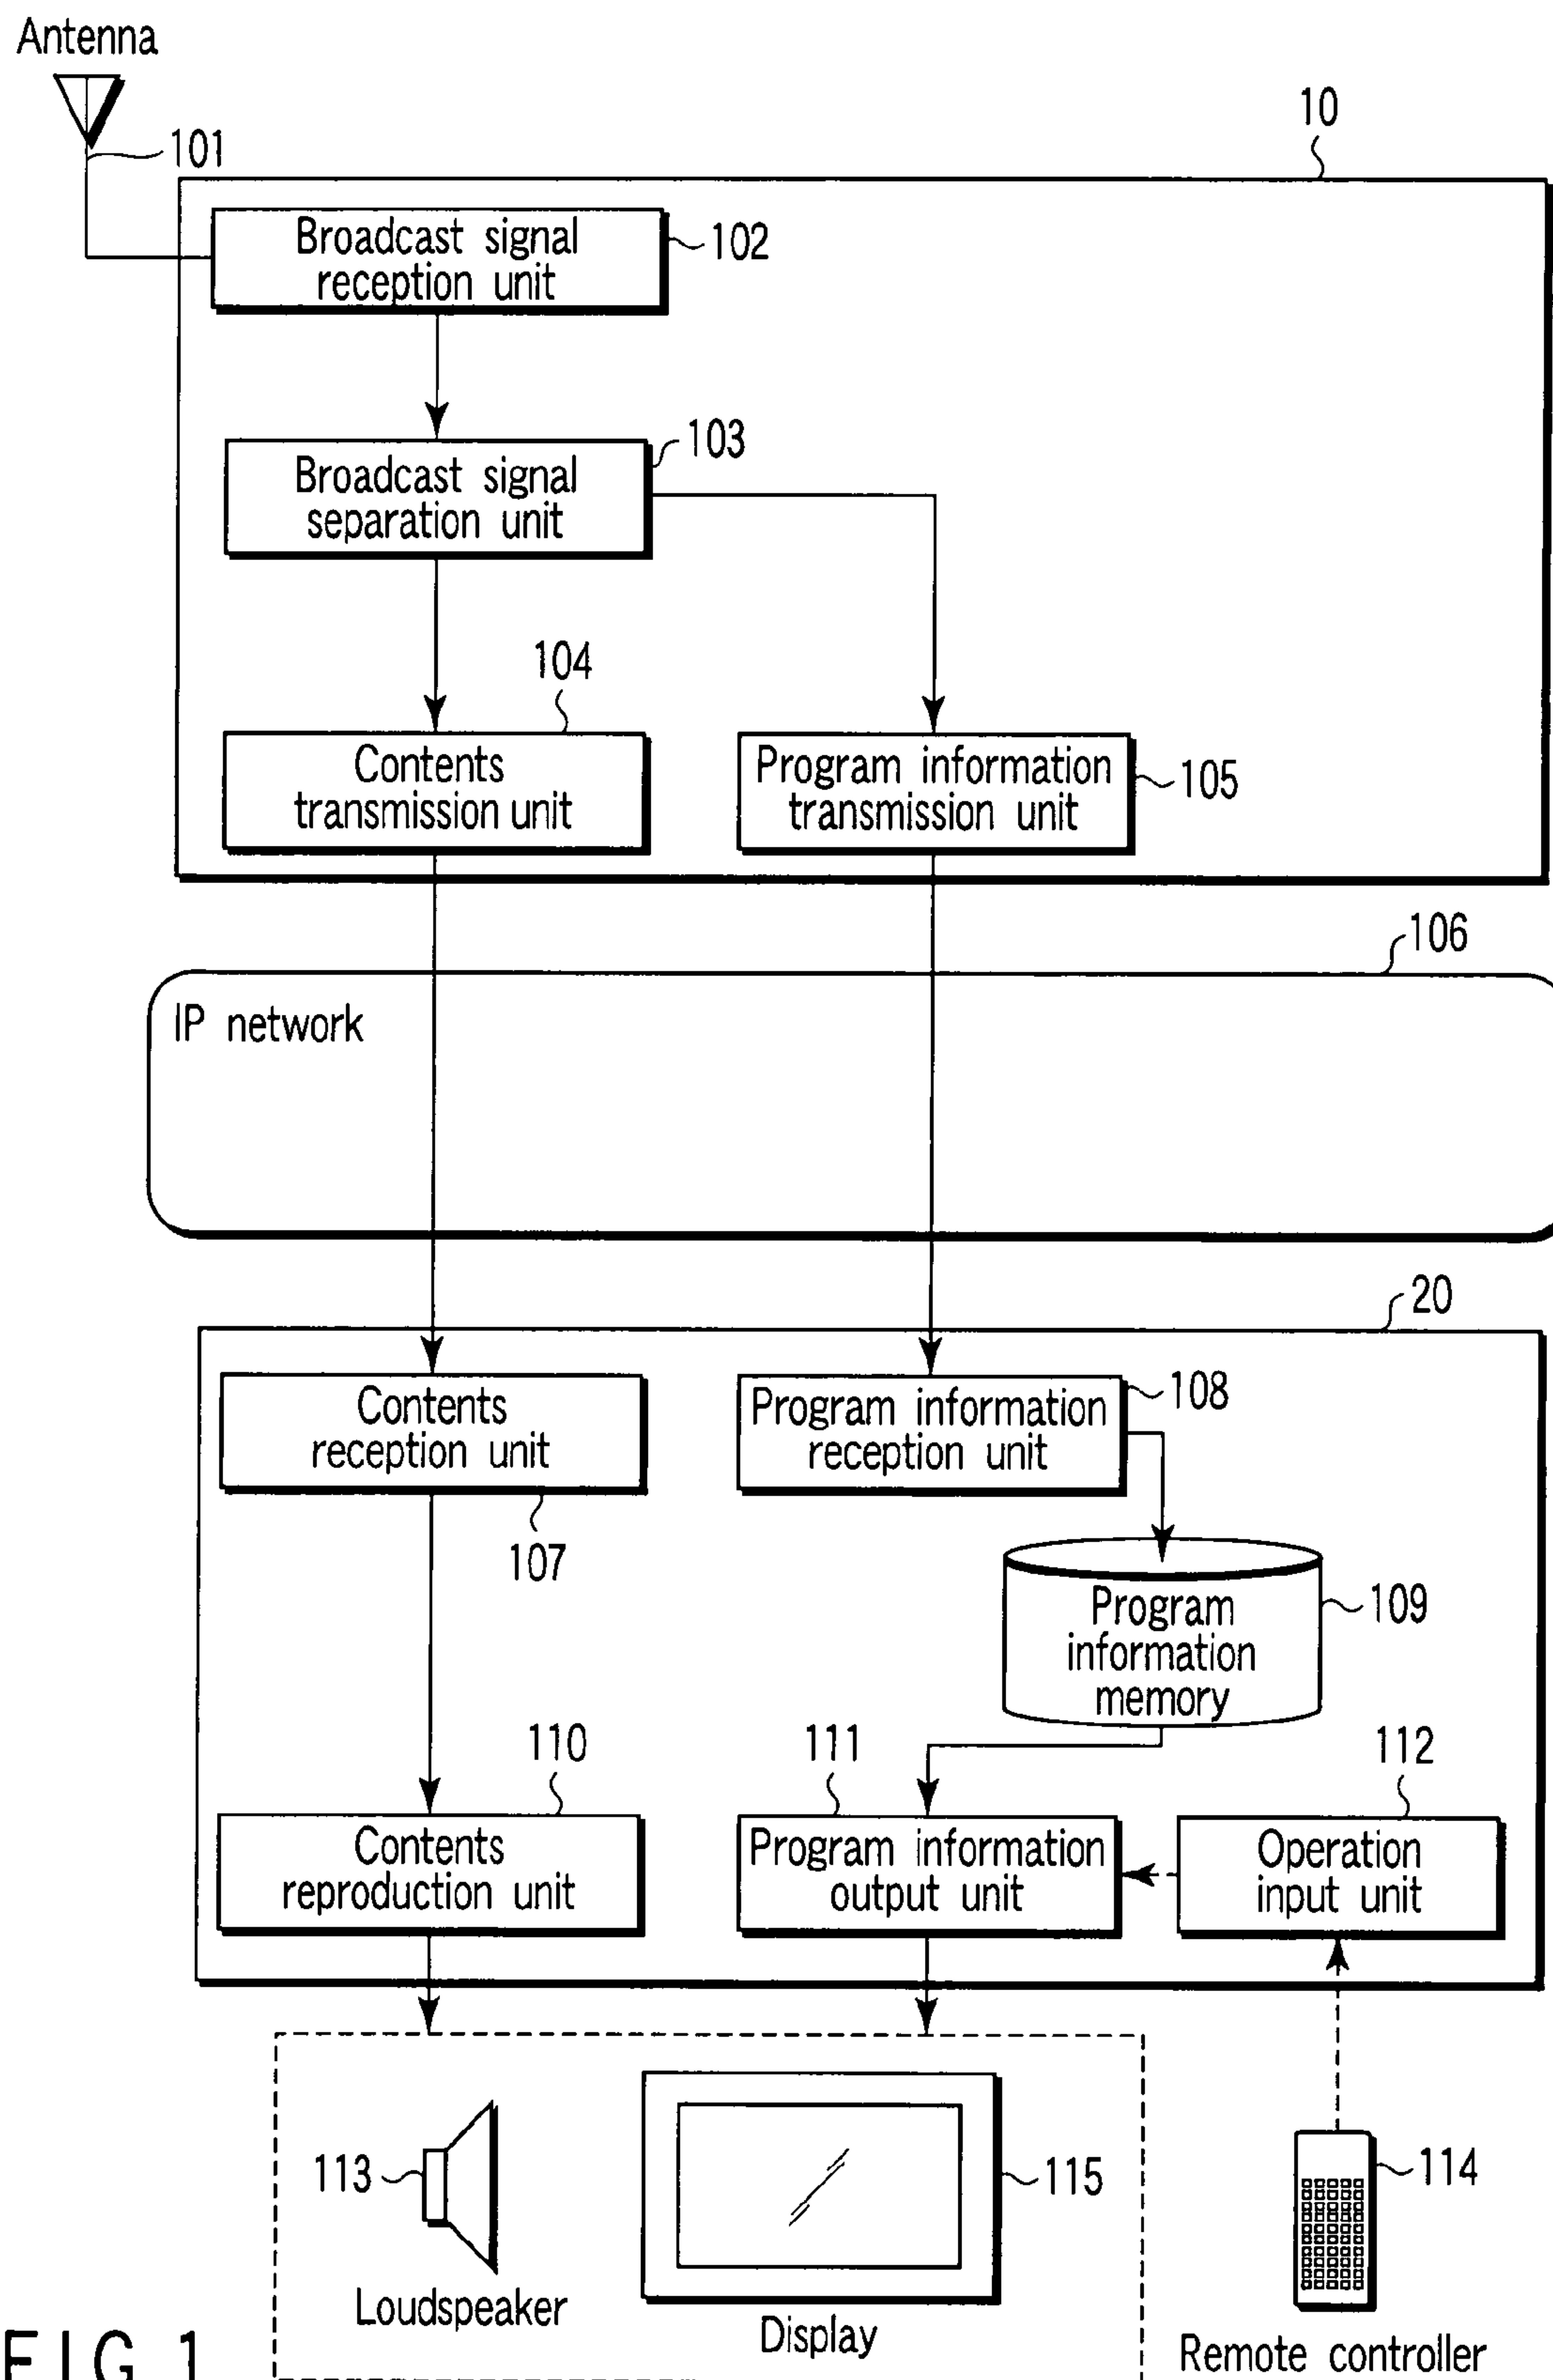 Antenna
101
10
Broadcast signal
reception unit
102
103
Broadcast signal
separation unit
104
Contents
transmission unit
Program information
transmission unit
105
106
IP network
20
Contents
reception unit
107
Program information
reception unit
108
Program
information
memory
109
110
111
112
Contents
reproduction unit
Program information
output unit
Operation
input unit
113
115
114
Loudspeaker
Display
Remote controller
FIG.1